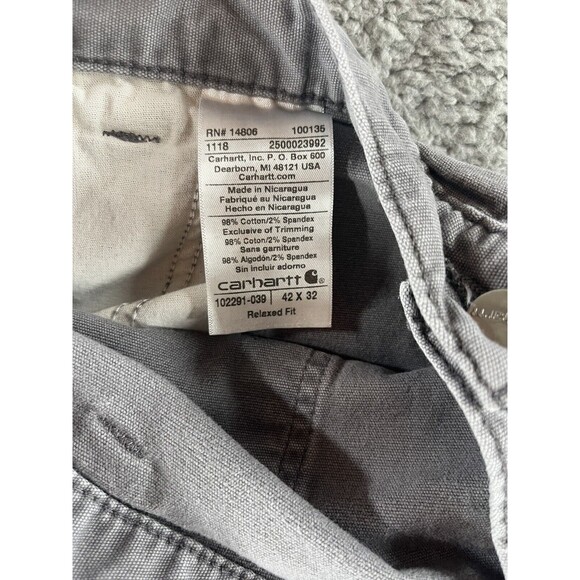 RN# 14806 100135
1118 2500023992
Carhartt, Inc. P. O. Box 600
Dearborn, MI 48121 USA
Carhartt.com
Made in Nicaragua
Fabriqué au Nicaragua
Hecho en Nicaragua
98% Cotton/2% Spandex
Exclusive of Trimming
98% Coton/2% Spandex
Sans garniture
98% Algodón/2% Spandex
Sin incluir adorno
carhartt
102291-039 42 X 32
Relaxed Fit